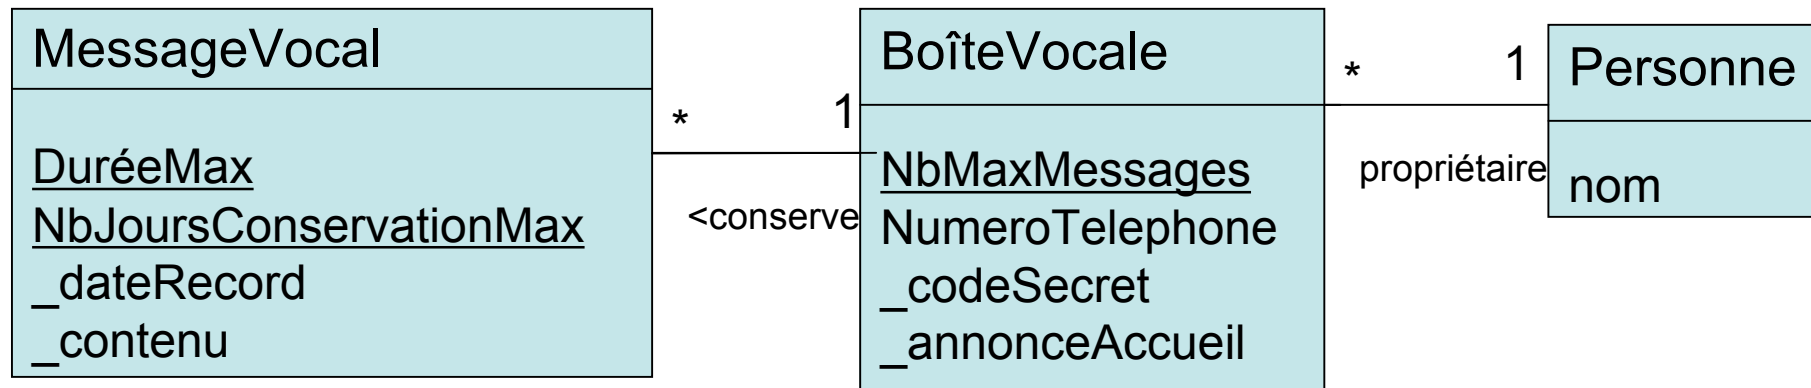 MessageVocal
DuréeMax
NbJoursConservationMax
_dateRecord
_contenu
* 1
<conserve
BoîteVocale
NbMaxMessages
NumeroTelephone
_codeSecret
_annonceAccueil
* 1
propriétaire
Personne
nom